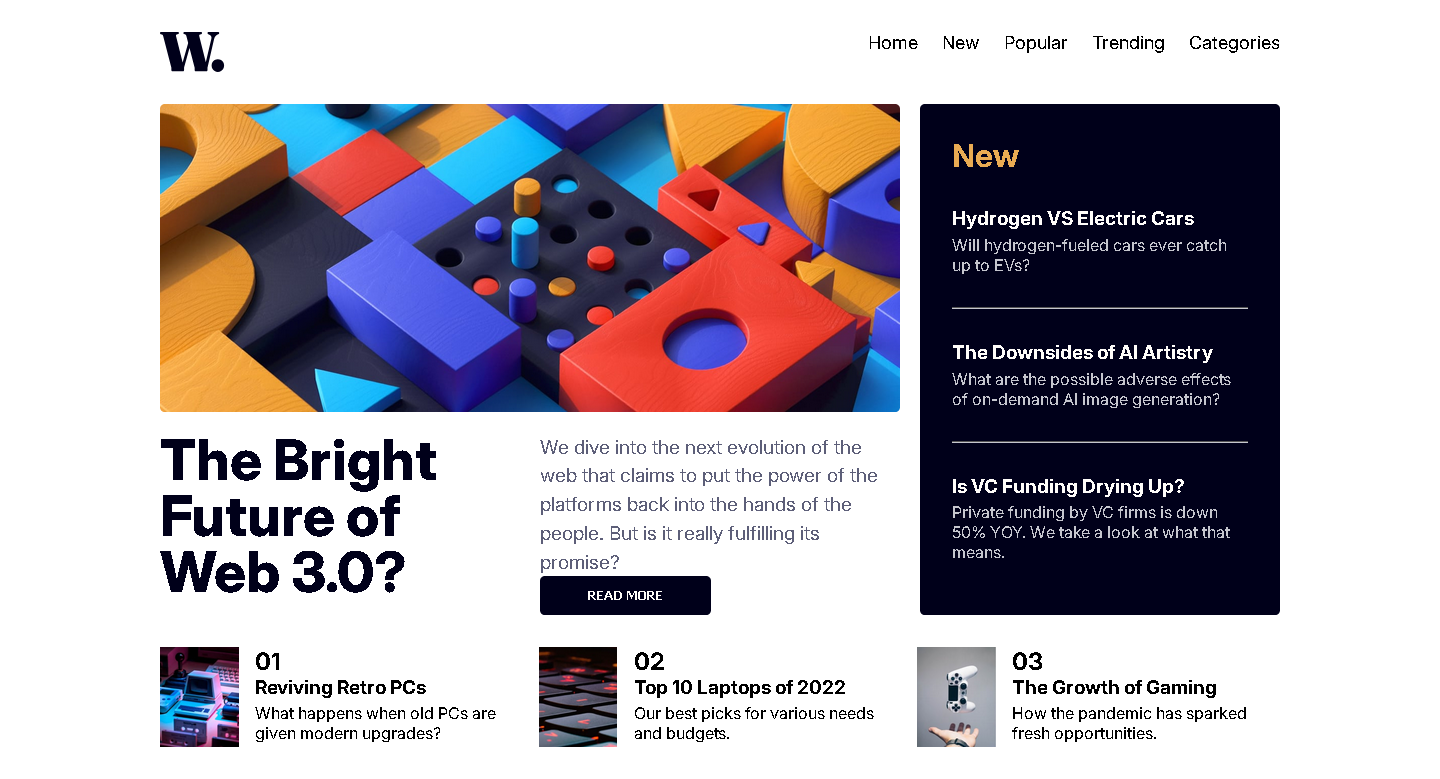 W.
Home New Popular Trending Categories
The Bright
Future of
Web 3.0?
We dive into the next evolution of the
web that claims to put the power of the
platforms back into the hands of the
people. But is it really fulfilling its
promise?
READ MORE
New
Hydrogen VS Electric Cars
Will hydrogen-fueled cars ever catch
up to EVs?
The Downsides of AI Artistry
What are the possible adverse effects
of on-demand AI image generation?
Is VC Funding Drying Up?
Private funding by VC firms is down
50% YOY. We take a look at what that
means.
01
Reviving Retro PCs
What happens when old PCs are
given modern upgrades?
02
Top 10 Laptops of 2022
Our best picks for various needs
and budgets.
03
The Growth of Gaming
How the pandemic has sparked
fresh opportunities.